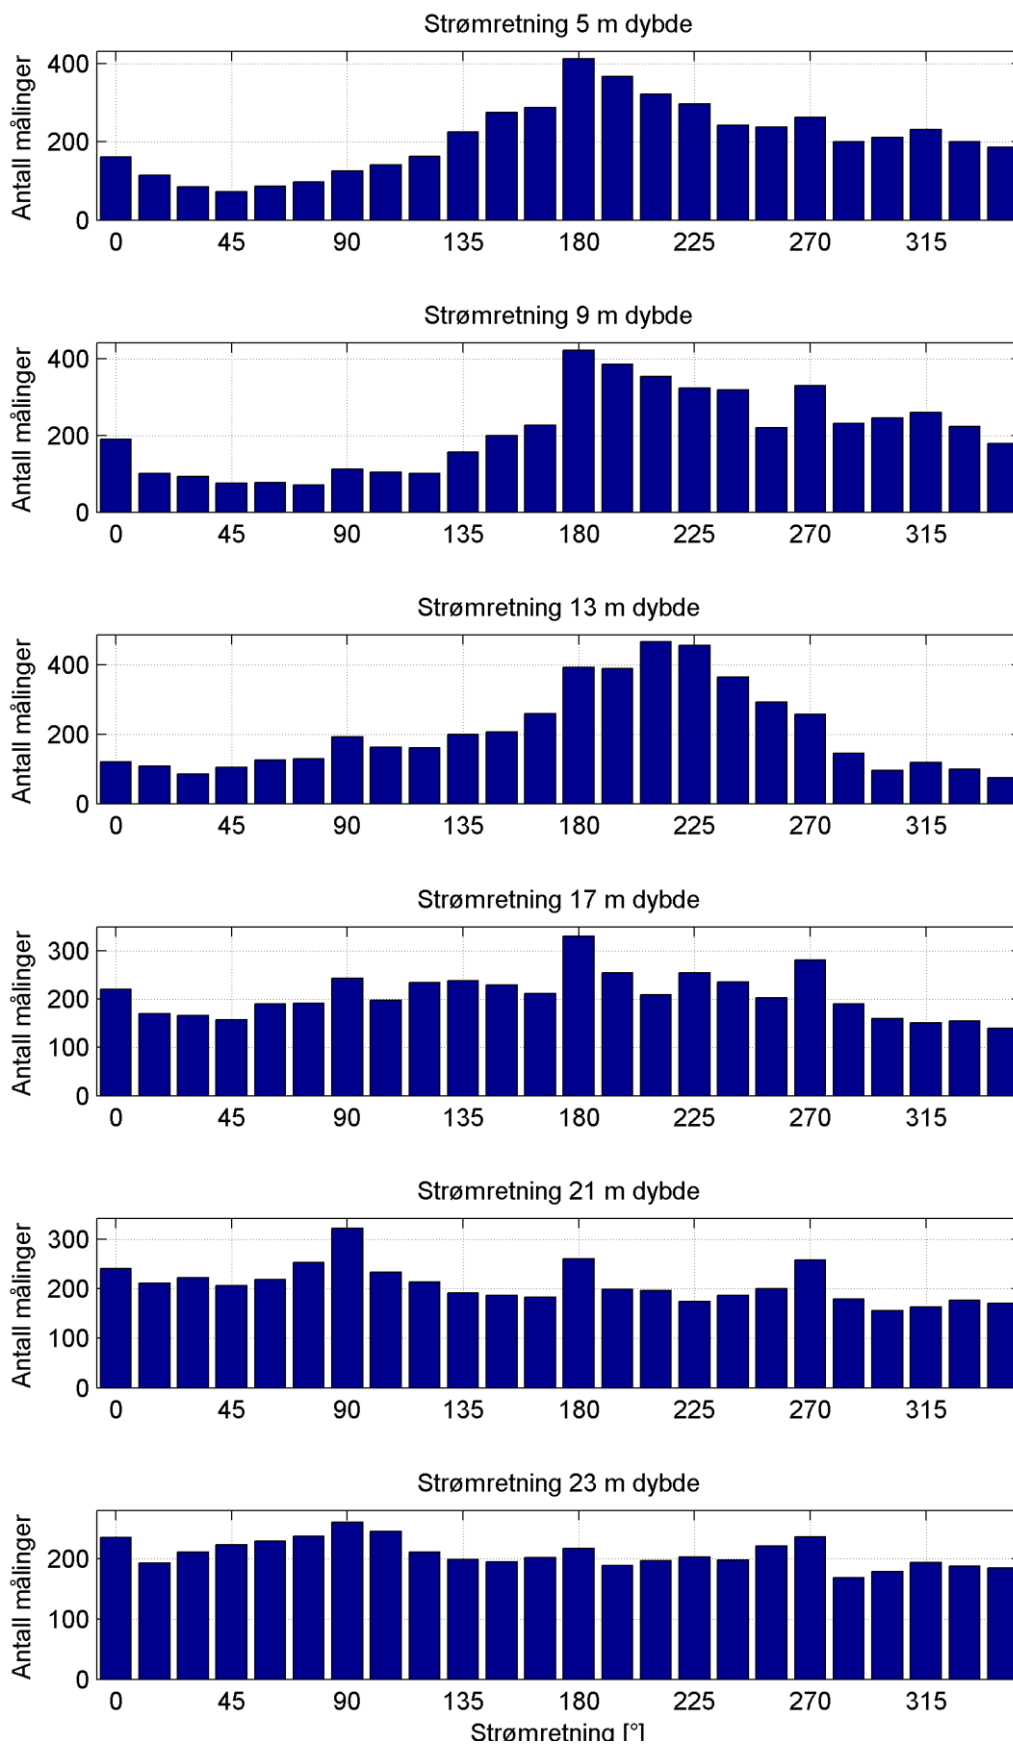 Strømretning 5 m dybde
Antall målinger
400
200
0
0 45 90 135 180 225 270 315
Strømretning 9 m dybde
Antall målinger
400
200
0
0 45 90 135 180 225 270 315
Strømretning 13 m dybde
Antall målinger
400
200
0
0 45 90 135 180 225 270 315
Strømretning 17 m dybde
Antall målinger
300
200
100
0
0 45 90 135 180 225 270 315
Strømretning 21 m dybde
Antall målinger
300
200
100
0
0 45 90 135 180 225 270 315
Strømretning 23 m dybde
Antall målinger
200
100
0
0 45 90 135 180 225 270 315
Strømretning [°]